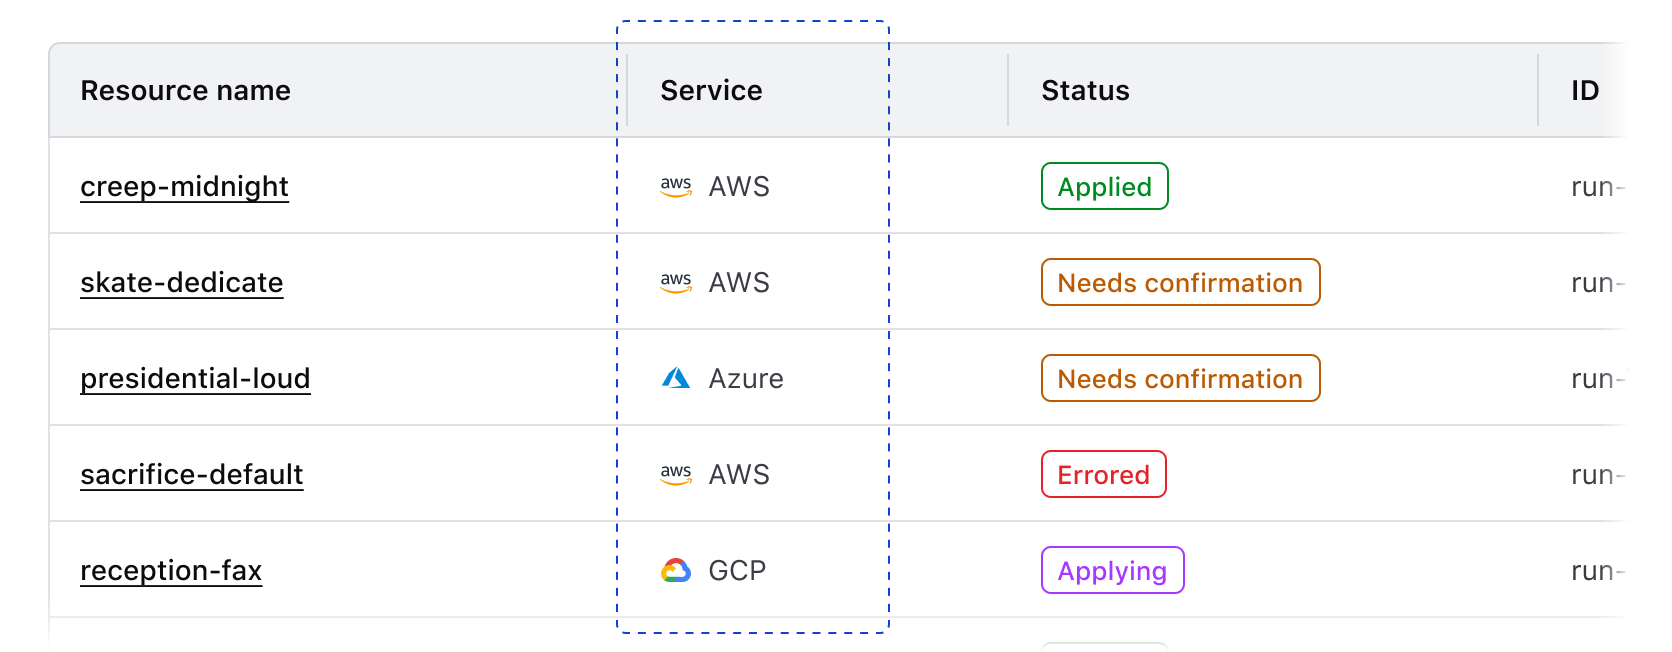 Resource name Service Status ID
creep-midnight aws AWS Applied run-
skate-dedicate aws AWS Needs confirmation run-
presidential-loud Azure Needs confirmation run-
sacrifice-default aws AWS Errored run-
reception-fax GCP Applying run-